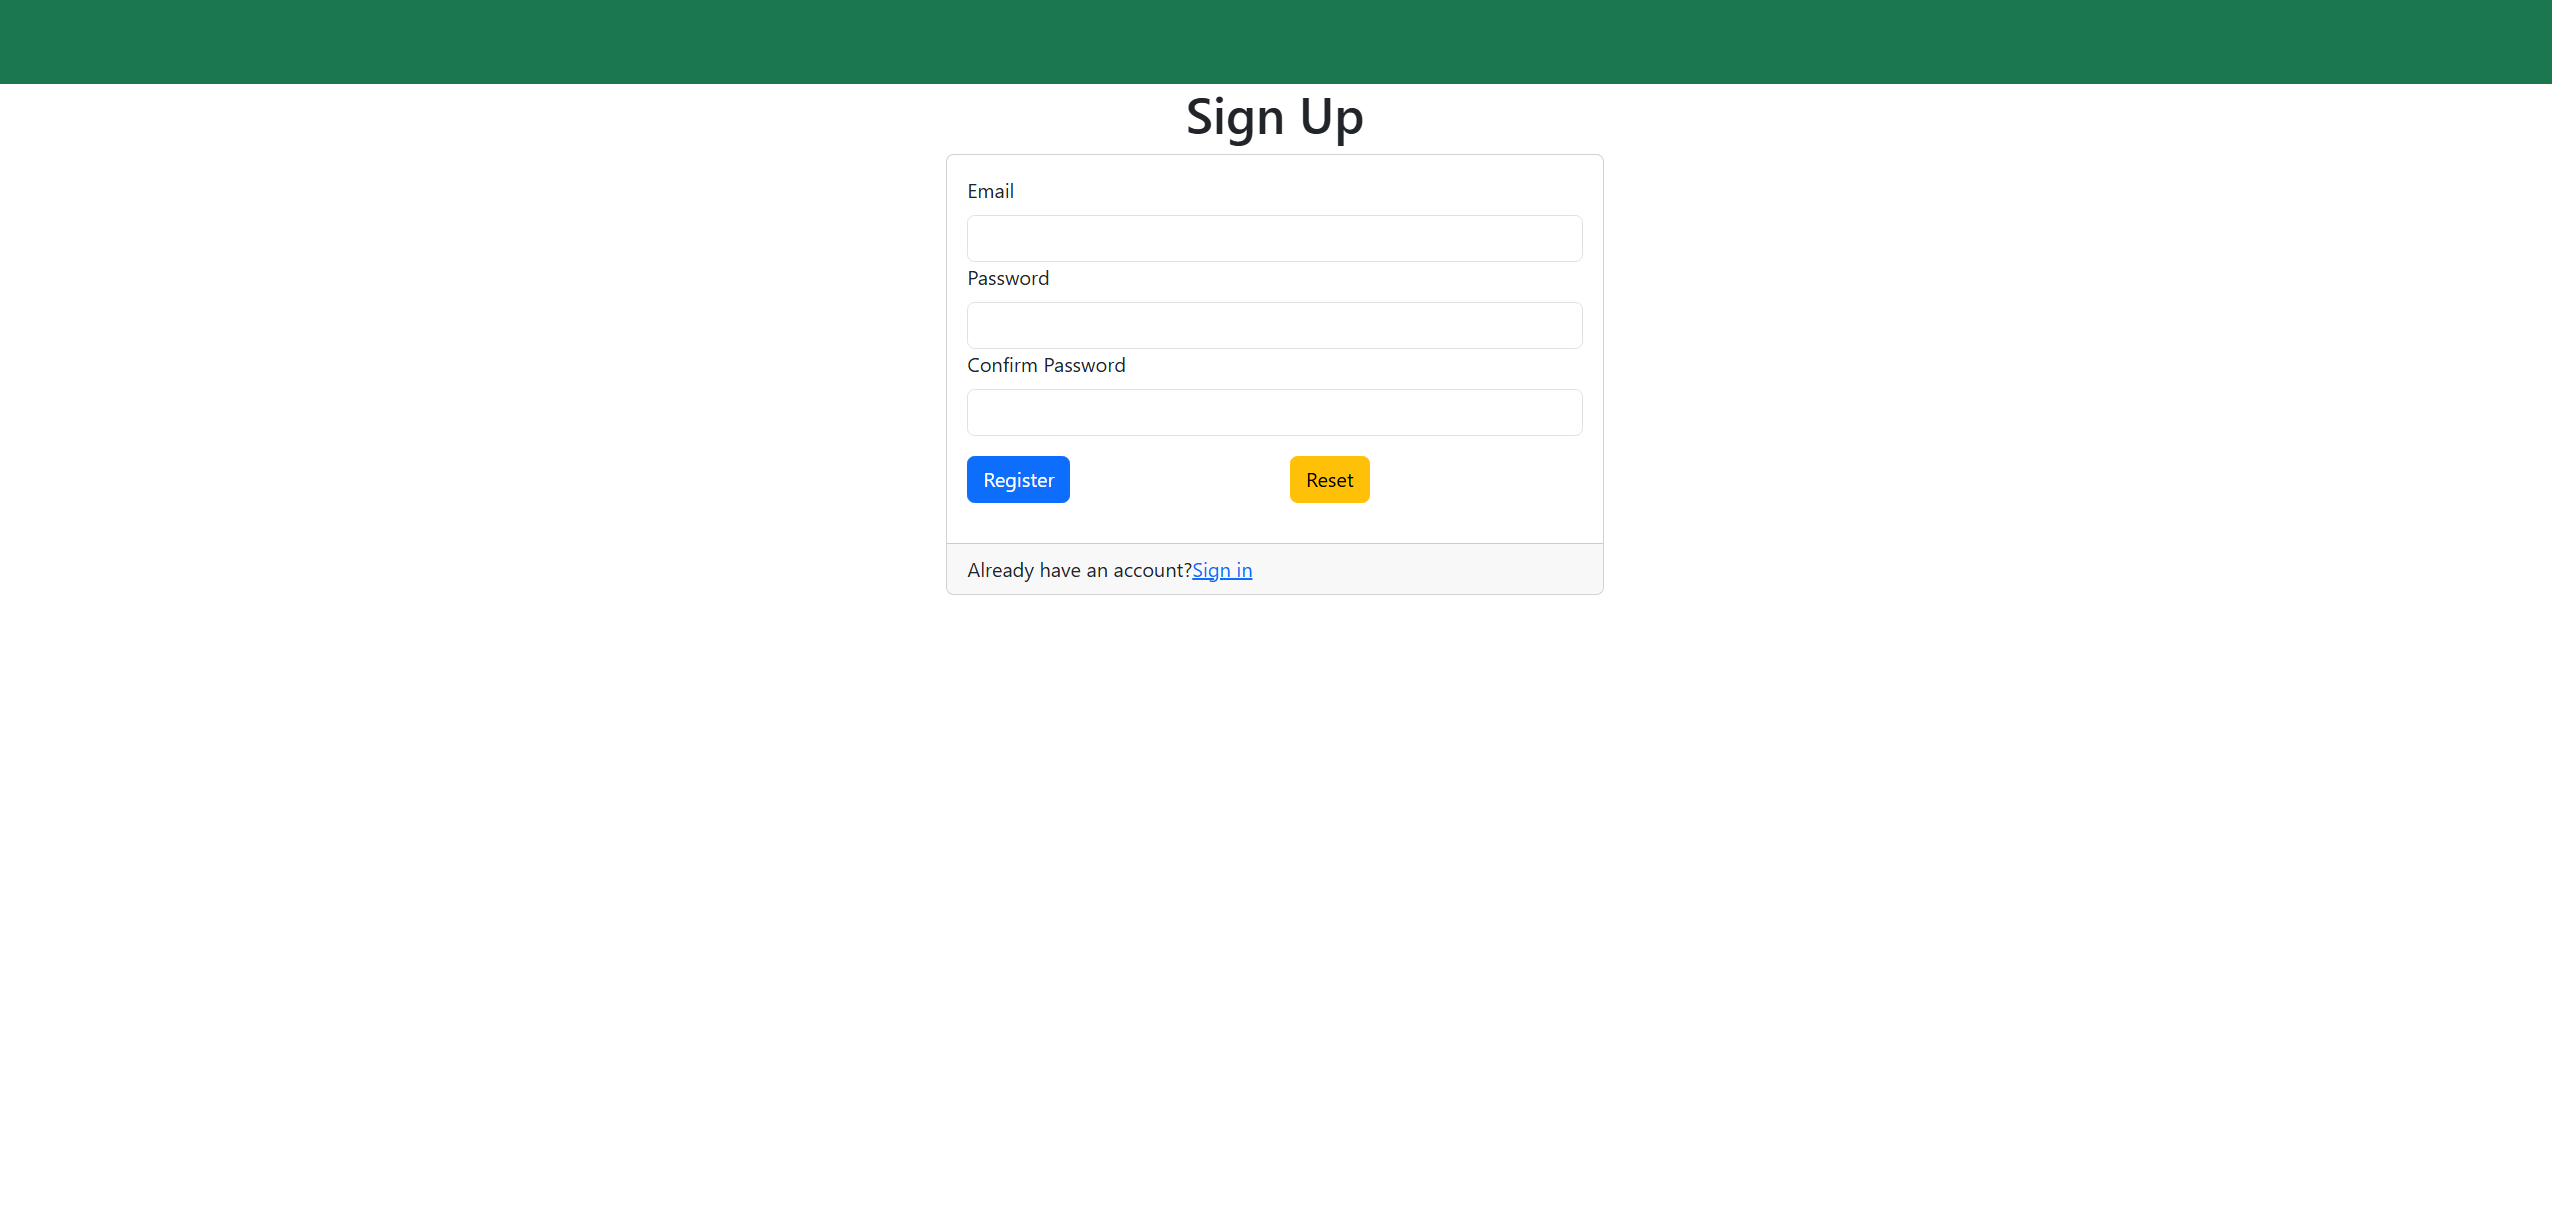 Sign Up
Email
Password
Confirm Password
Register
Reset
Already have an account?Sign in